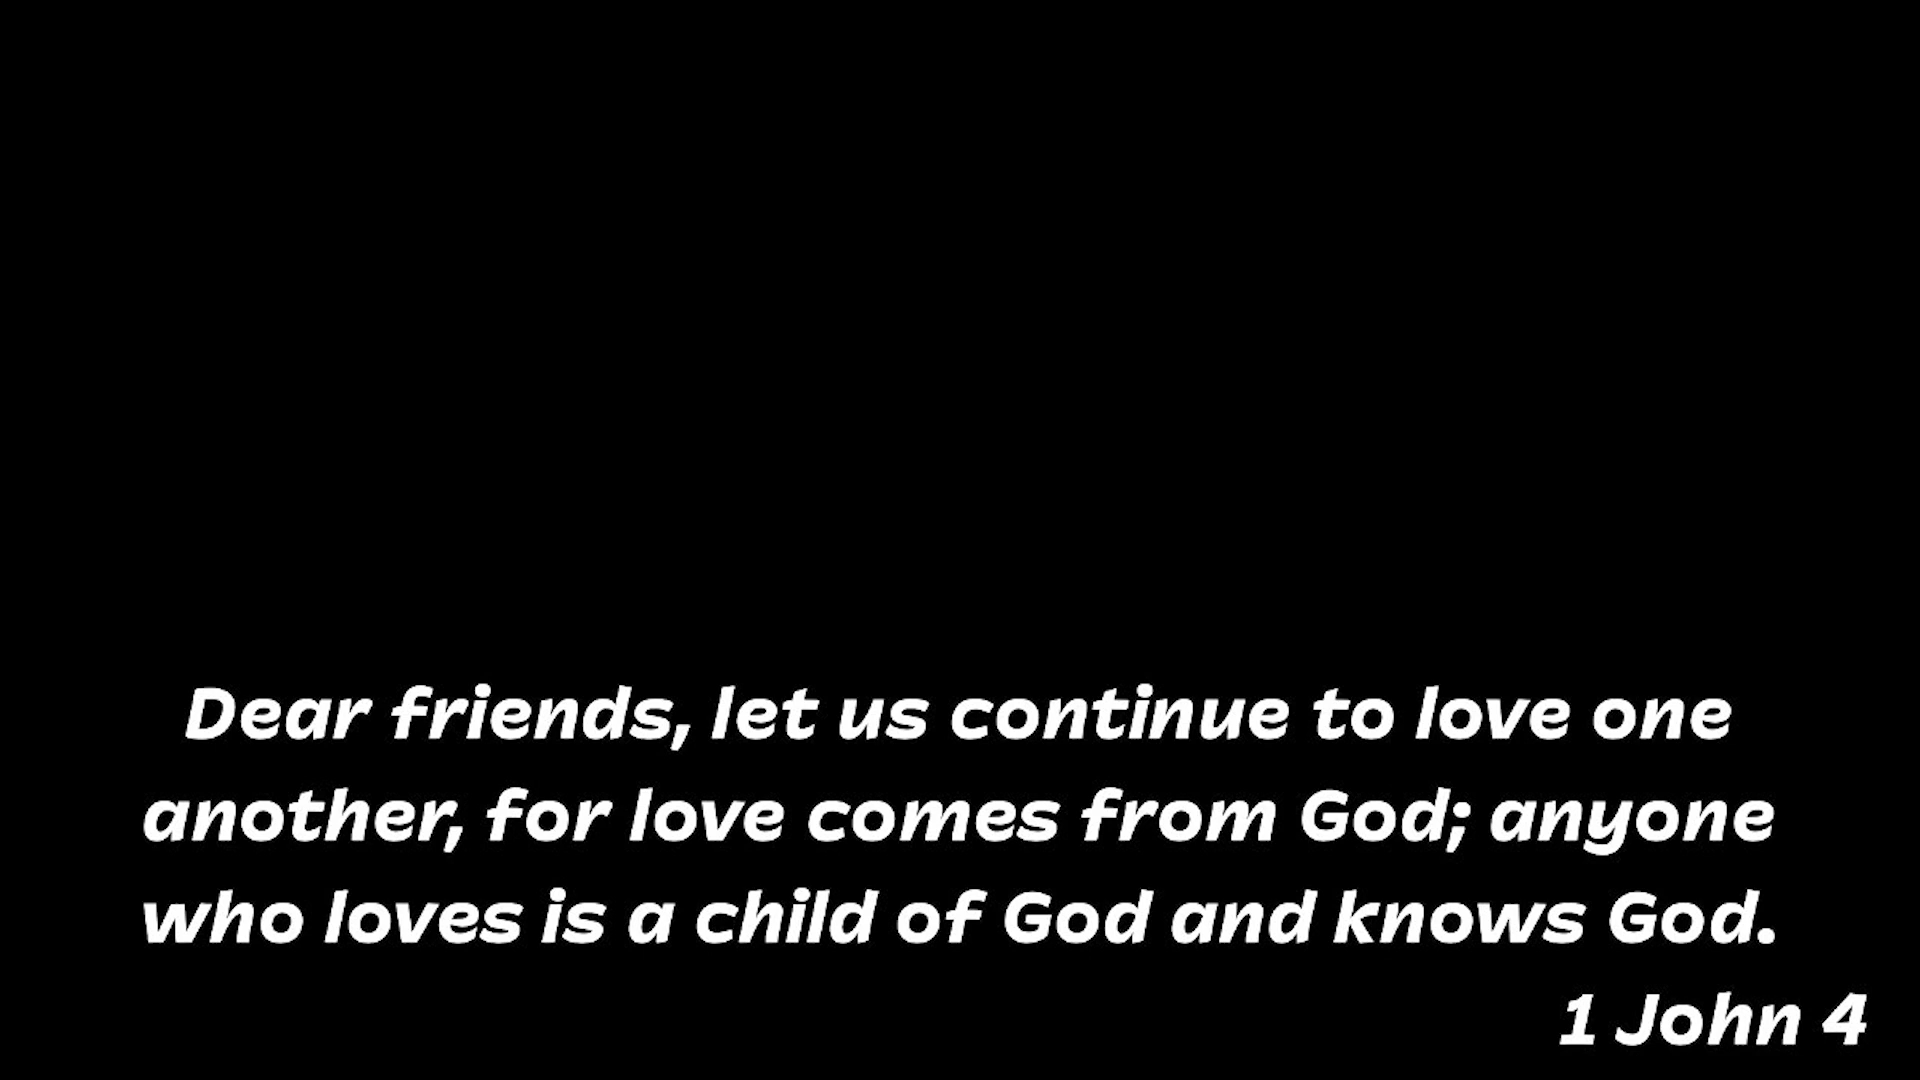 Dear friends, let us continue to love one
another, for love comes from God; anyone
who loves is a child of God and knows God.
1 John 4